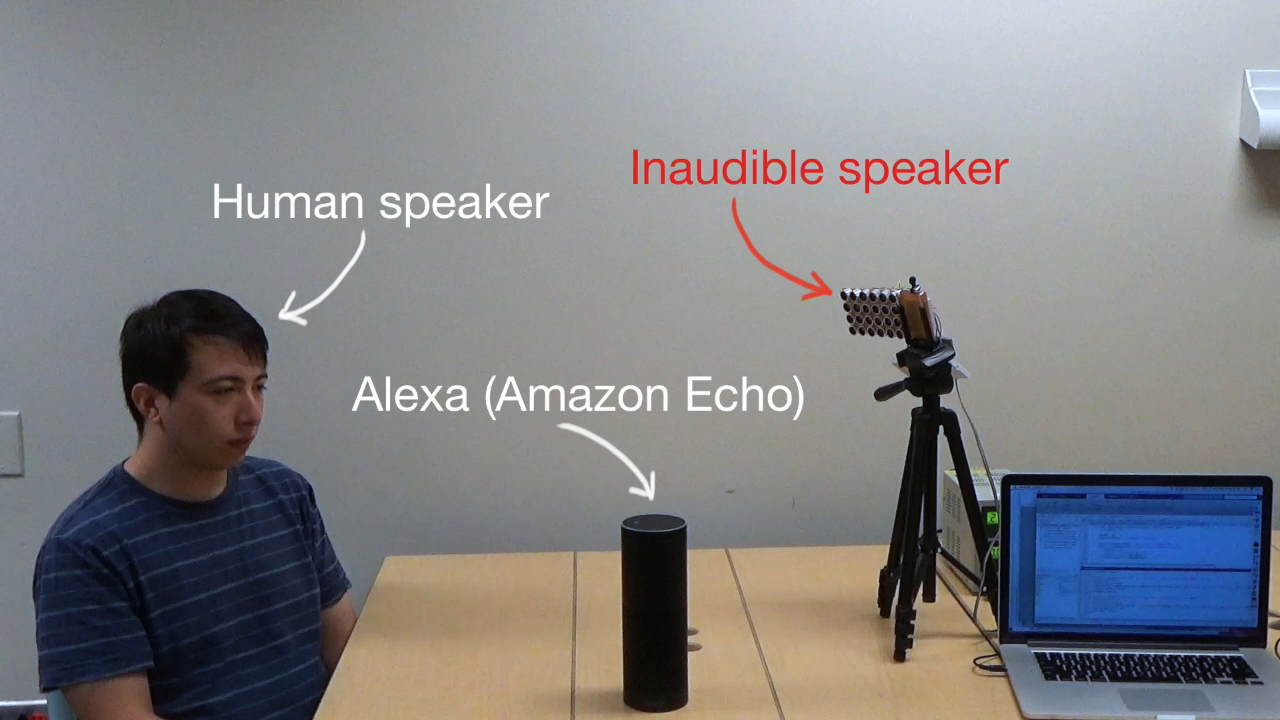 Inaudible speaker
Human speaker
Alexa (Amazon Echo)